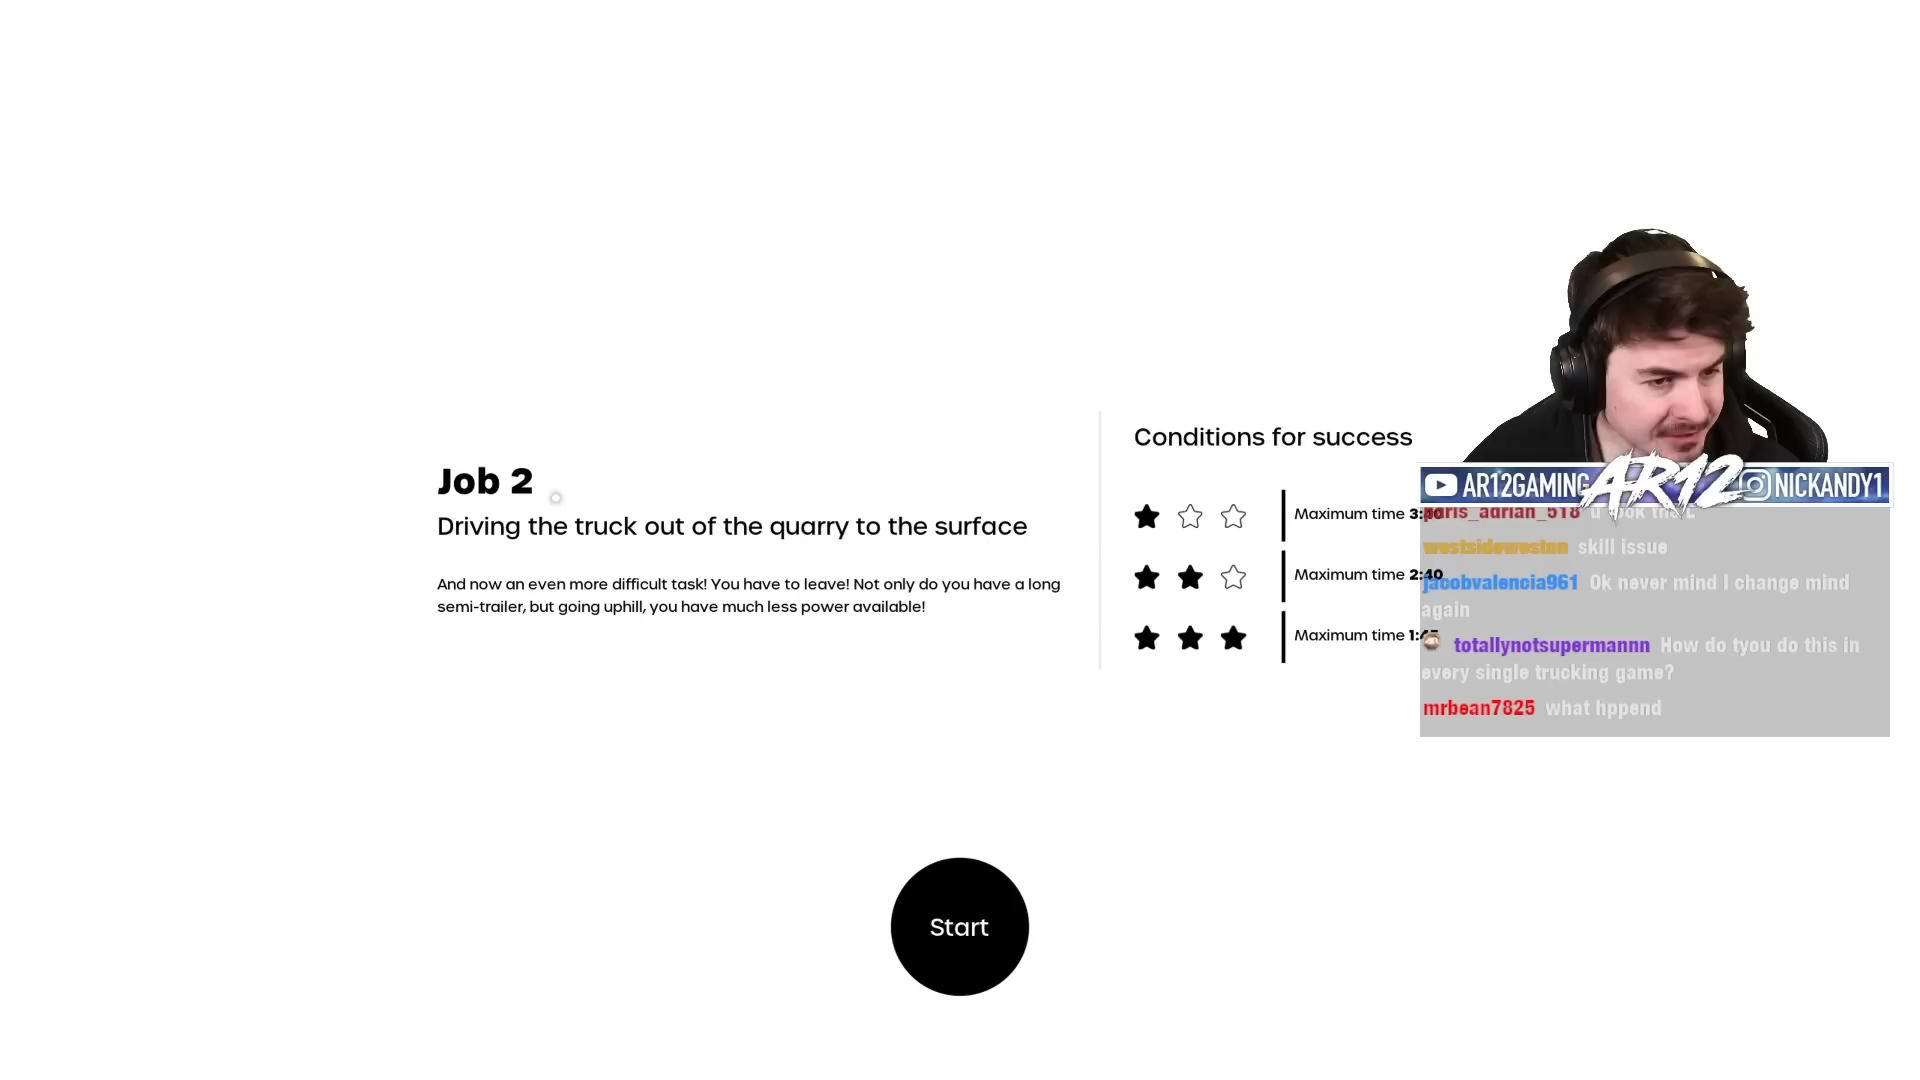 Job 2
Driving the truck out of the quarry to the surface
And now an even more difficult task! You have to leave! Not only do you have a long
semi-trailer, but going uphill, you have much less power available!
Conditions for success
Maximum time
Maximum time 2:40
Maximum time
Start
AR12GAMING
AR12
NICKANDY1
westsideweston skill issue
jacobvalencia961 Ok never mind I change mind
again
totallynotsupermannn How do tyou do this in
every single trucking game?
mrbean7825 what hppend